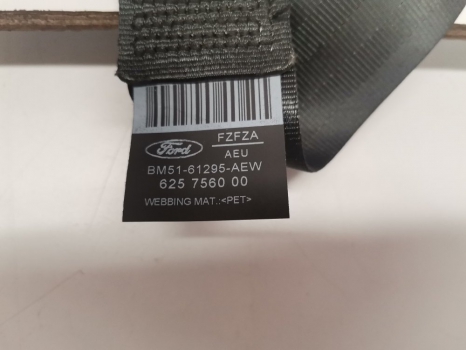 Ford FZFZA
AEU
BM51-61295-AEW
625 7560 00
WEBBING MAT.:<PET>